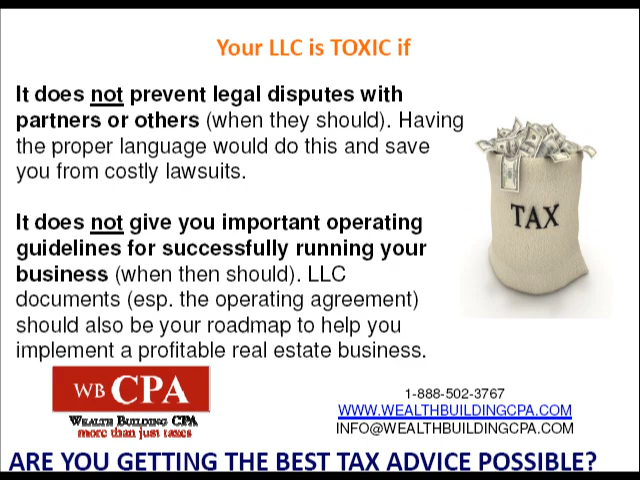 Your LLC is TOXIC if
It does not prevent legal disputes with
partners or others (when they should). Having
the proper language would do this and save
you from costly lawsuits.
It does not give you important operating
guidelines for successfully running your
business (when then should). LLC
documents (esp. the operating agreement)
should also be your roadmap to help you
implement a profitable real estate business.
TAX
WB CPA
WEALTH BUILDING CPA
more than just taxes
1-888-502-3767
WWW.WEALTHBUILDINGCPA.COM
INFO@WEALTHBUILDINGCPA.COM
ARE YOU GETTING THE BEST TAX ADVICE POSSIBLE?